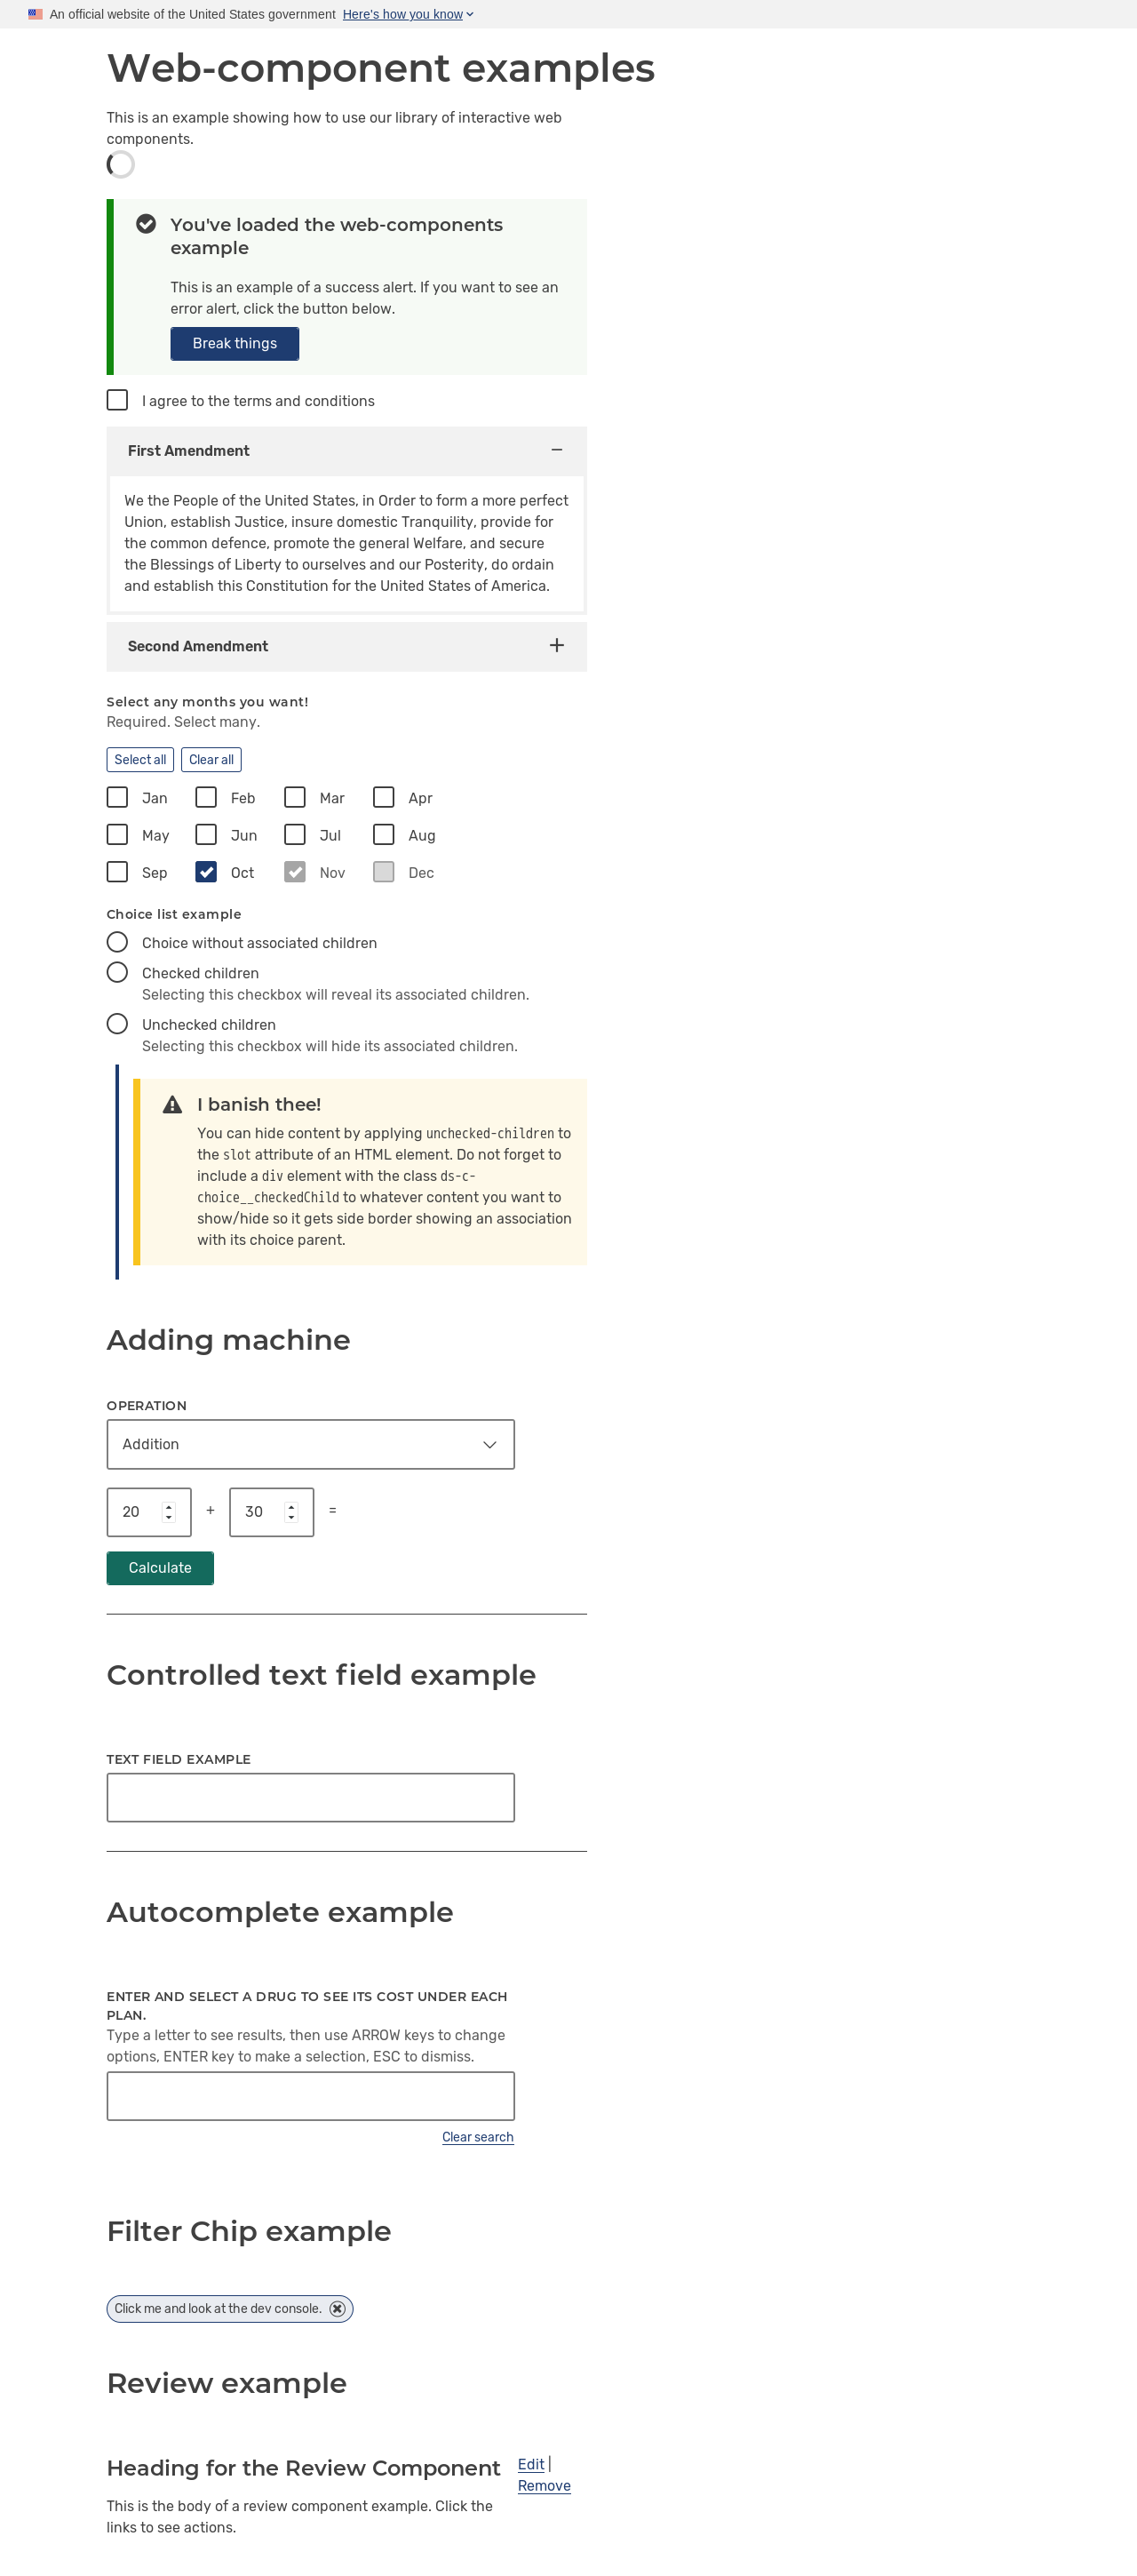 An official website of the United States government Here's how you know
Web-component examples
This is an example showing how to use our library of interactive web
components.
You've loaded the web-components
example
This is an example of a success alert. If you want to see an
error alert, click the button below.
Break things
I agree to the terms and conditions
First Amendment
We the People of the United States, in Order to form a more perfect
Union, establish Justice, insure domestic Tranquility, provide for
the common defence, promote the general Welfare, and secure
the Blessings of Liberty to ourselves and our Posterity, do ordain
and establish this Constitution for the United States of America.
Second Amendment
Select any months you want!
Required. Select many.
Select all Clear all
Jan Feb Mar Apr
May Jun Jul Aug
Sep Oct Nov Dec
Choice list example
Choice without associated children
Checked children
Selecting this checkbox will reveal its associated children.
Unchecked children
Selecting this checkbox will hide its associated children.
I banish thee!
You can hide content by applying unchecked-children to
the slot attribute of an HTML element. Do not forget to
include a div element with the class ds-c-
choice__checkedChild to whatever content you want to
show/hide so it gets side border showing an association
with its choice parent.
Adding machine
OPERATION
Addition
20 + 30 =
Calculate
Controlled text field example
TEXT FIELD EXAMPLE
Autocomplete example
ENTER AND SELECT A DRUG TO SEE ITS COST UNDER EACH
PLAN.
Type a letter to see results, then use ARROW keys to change
options, ENTER key to make a selection, ESC to dismiss.
Clear search
Filter Chip example
Click me and look at the dev console.
Review example
Heading for the Review Component
Edit |
Remove
This is the body of a review component example. Click the
links to see actions.